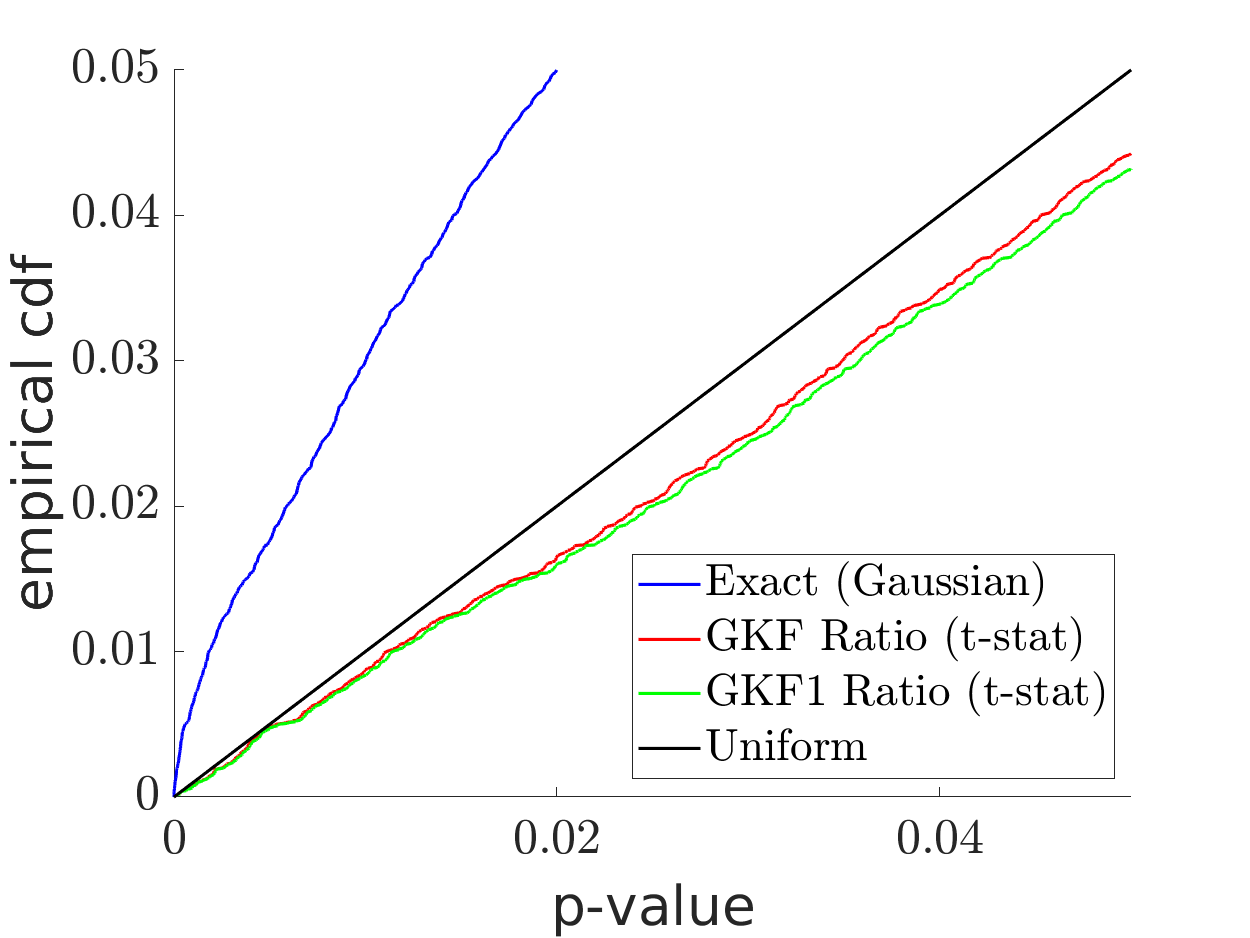 0.05
0.04
0.03
0.02
0.01
0
empirical cdf
Exact (Gaussian)
GKF Ratio (t-stat)
GKF1 Ratio (t-stat)
Uniform
0
0.02
0.04
p-value